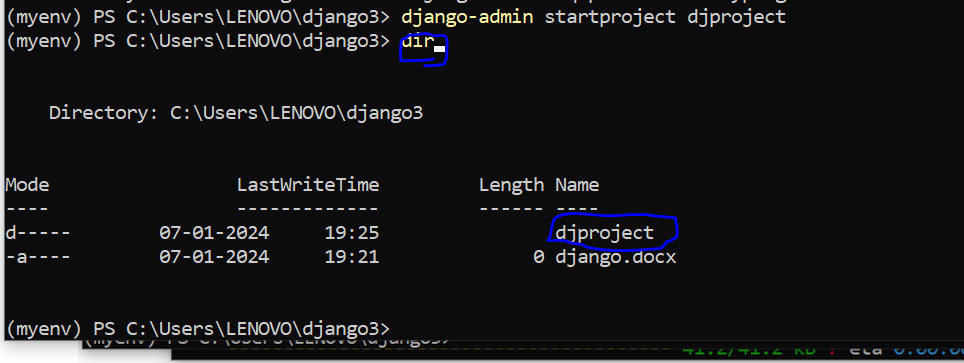 (myenv) PS C:\Users\LENOVO\django3> django-admin startproject djproject
(myenv) PS C:\Users\LENOVO\django3> dir
Directory: C:\Users\LENOVO\django3
Mode LastWriteTime Length Name
---- ------------- ------ ----
d----- 07-01-2024 19:25 djproject
-a---- 07-01-2024 19:21 0 django.docx
(myenv) PS C:\Users\LENOVO\django3>